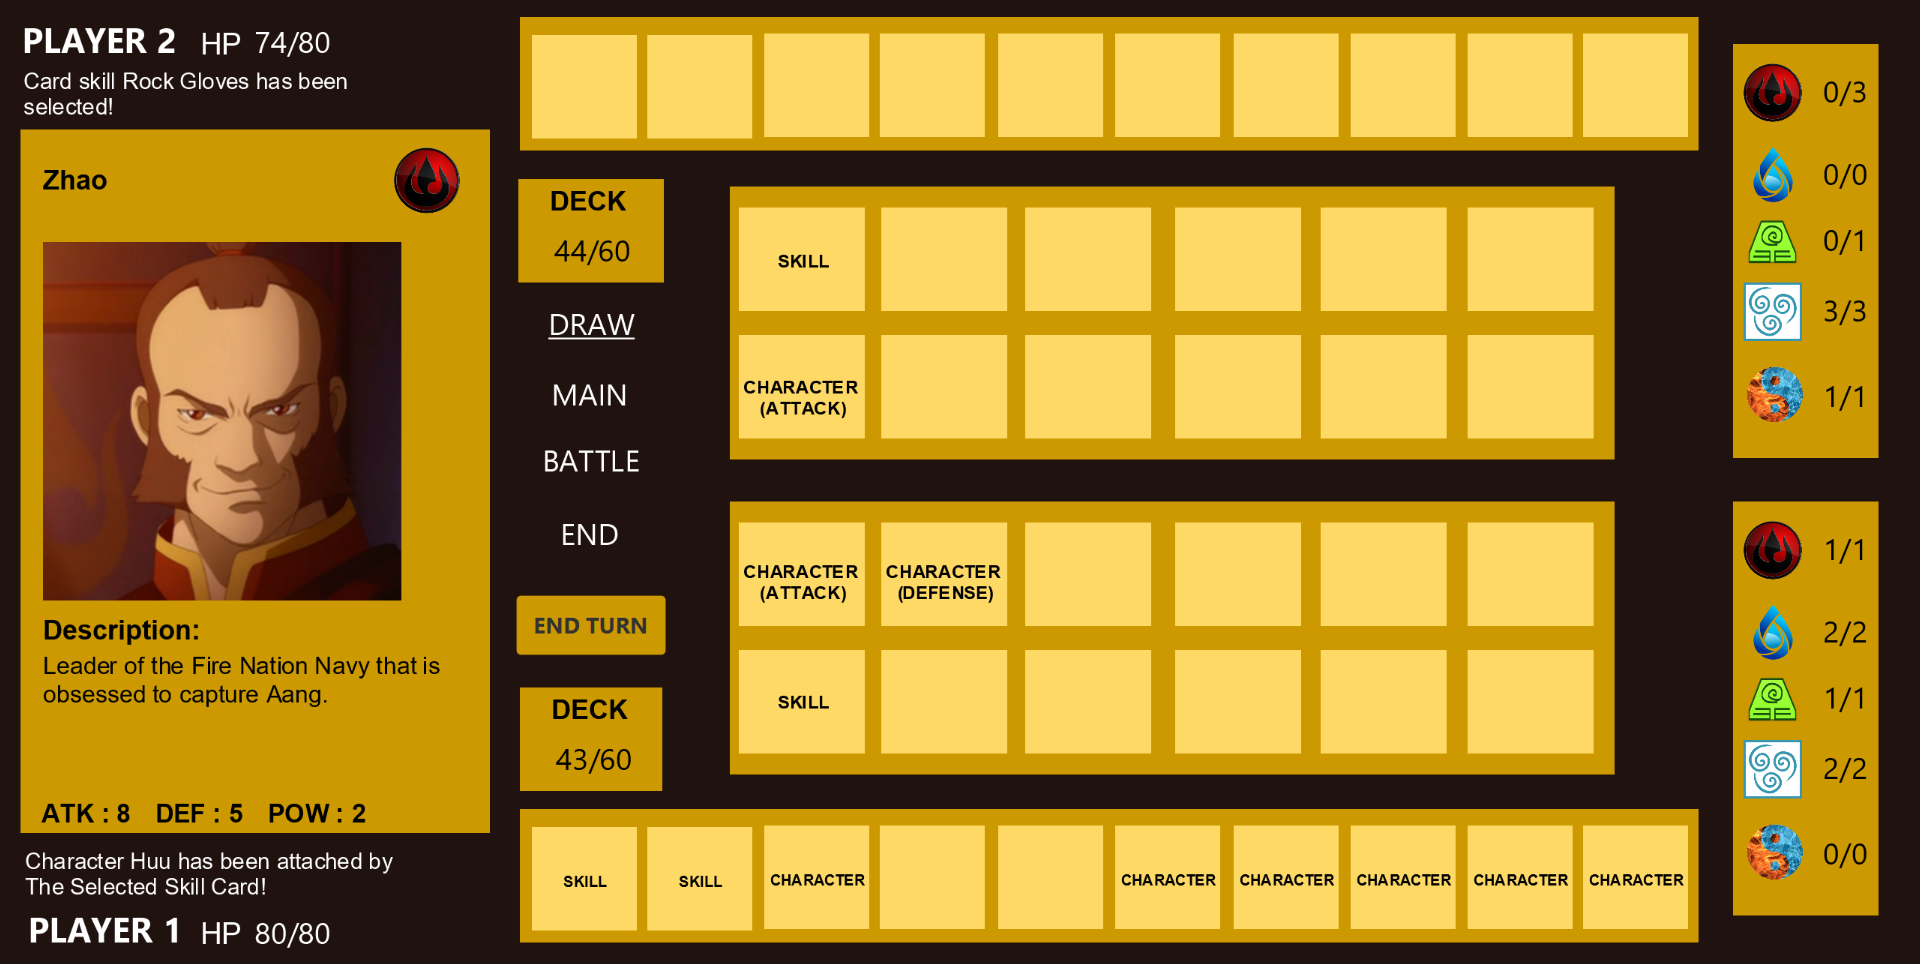 PLAYER 2 HP 74/80
Card skill Rock Gloves has been
selected!
Zhao
Description:
Leader of the Fire Nation Navy that is
obsessed to capture Aang.
ATK : 8 DEF : 5 POW : 2
Character Huu has been attached by
The Selected Skill Card!
PLAYER 1 HP 80/80
DECK
44/60
DRAW
MAIN
BATTLE
END
END TURN
DECK
43/60
SKILL
CHARACTER
(ATTACK)
CHARACTER
(ATTACK)
CHARACTER
(DEFENSE)
SKILL
SKILL
SKILL
CHARACTER
CHARACTER
CHARACTER
CHARACTER
CHARACTER
CHARACTER
0/3
0/0
0/1
3/3
1/1
1/1
2/2
1/1
2/2
0/0